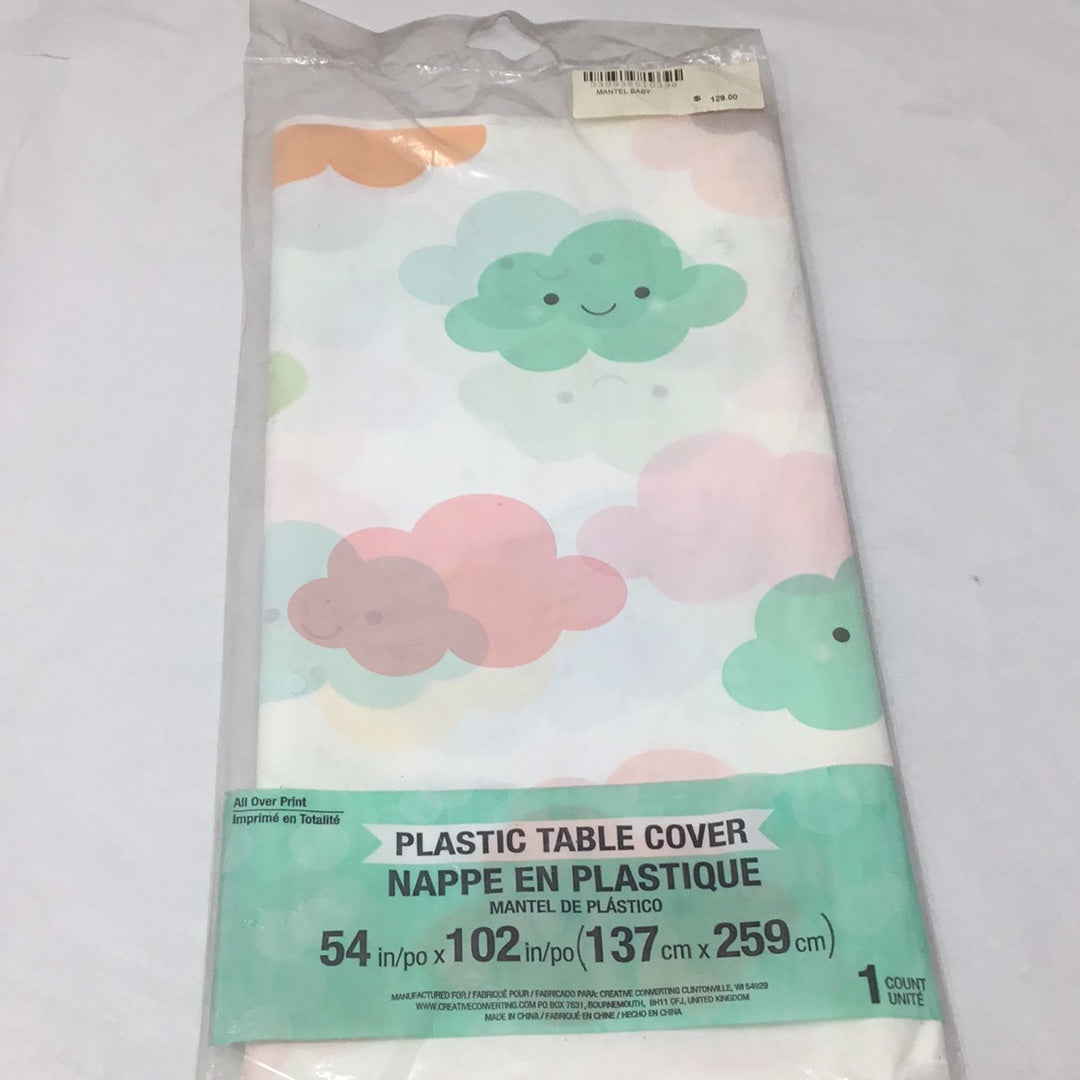 MANTEL BABY
$ 129.00
All Over Print
Imprimé en Totalité
PLASTIC TABLE COVER
NAPPE EN PLASTIQUE
MANTEL DE PLÁSTICO
54 in/po x 102 in/po (137 cm x 259 cm)
1 COUNT
UNITÉ
MANUFACTURED FOR / FABRIQUÉ POUR / FABRICADO PARA: CREATIVE CONVERTING CLINTONVILLE, WI 54929
WWW.CREATIVECONVERTING.COM PO BOX 7631, BOURNEMOUTH, BH11 0FJ, UNITED KINGDOM
MADE IN CHINA / FABRIQUÉ EN CHINE / HECHO EN CHINA